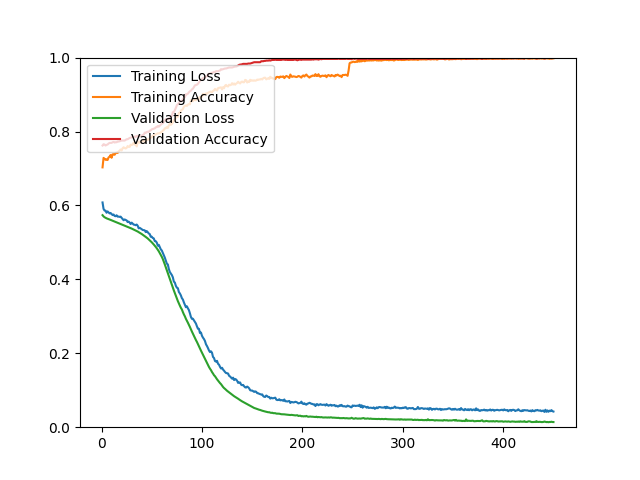 1.0
0.8
0.6
0.4
0.2
0.0
Training Loss
Training Accuracy
Validation Loss
Validation Accuracy
0 100 200 300 400